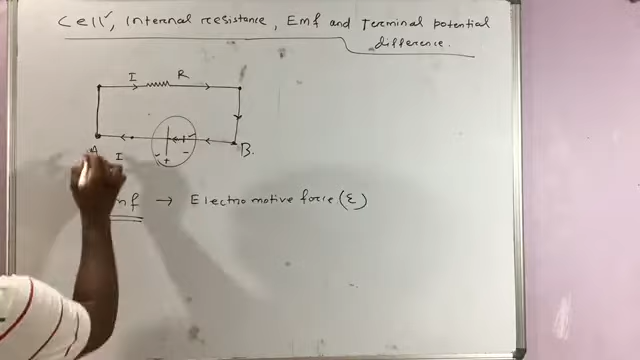 Cell, Internal resistance, Emf and Terminal potential
difference.
I R
A I + - B.
→ Electromotive force (ε)